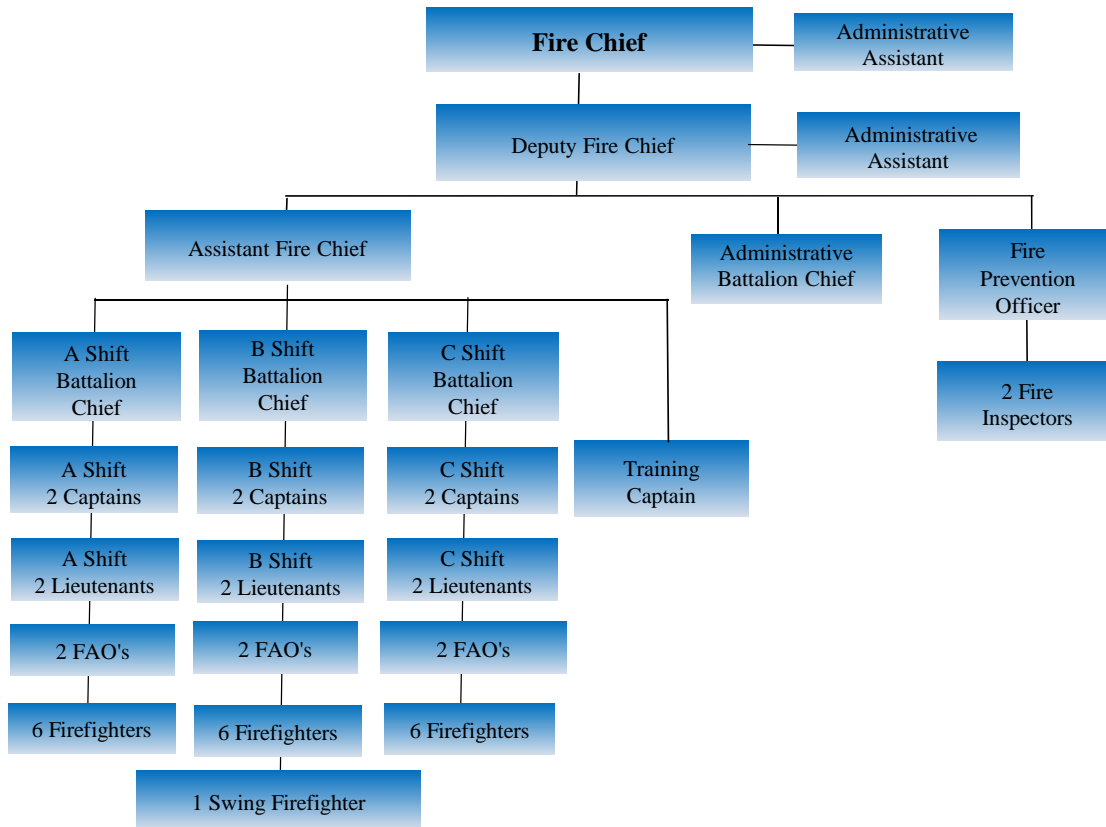 Fire Chief
Administrative
Assistant
Deputy Fire Chief
Administrative
Assistant
Assistant Fire Chief
Administrative
Battalion Chief
Fire
Prevention
Officer
A Shift
Battalion
Chief
B Shift
Battalion
Chief
C Shift
Battalion
Chief
2 Fire
Inspectors
A Shift
2 Captains
B Shift
2 Captains
C Shift
2 Captains
Training
Captain
A Shift
2 Lieutenants
B Shift
2 Lieutenants
C Shift
2 Lieutenants
2 FAO's
2 FAO's
2 FAO's
6 Firefighters
6 Firefighters
6 Firefighters
1 Swing Firefighter